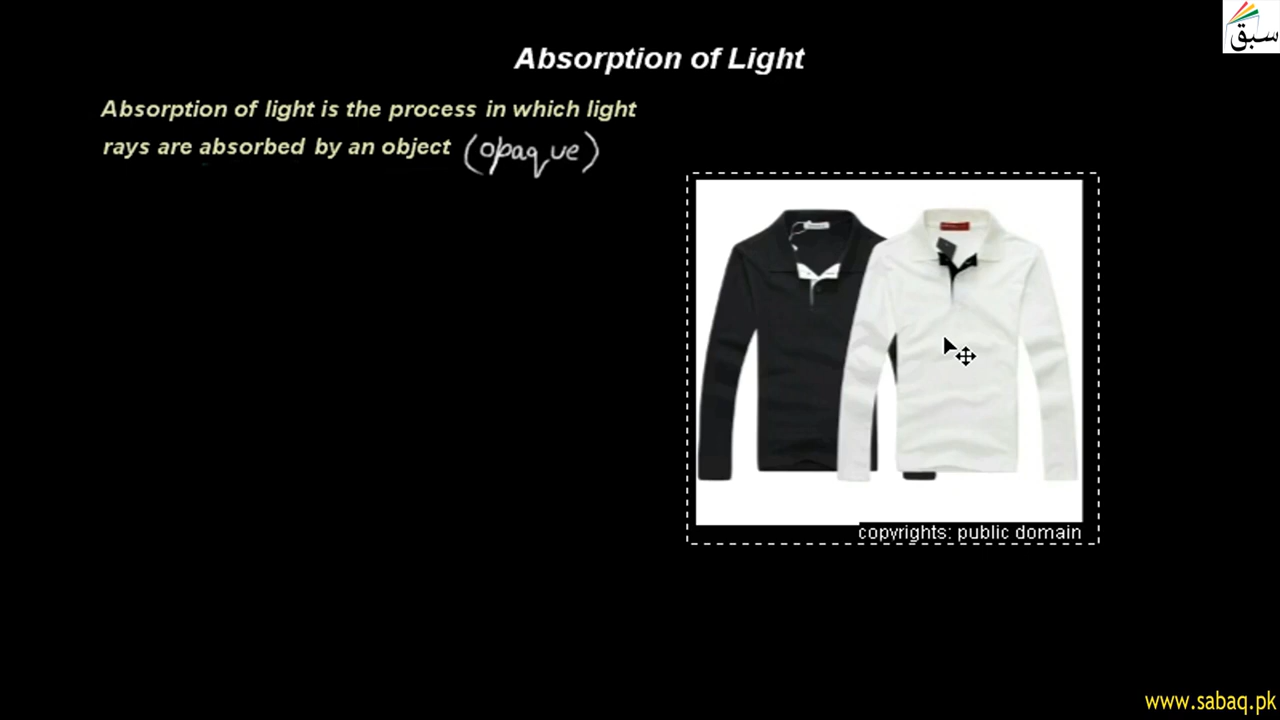 سبق
Absorption of Light
Absorption of light is the process in which light
rays are absorbed by an object (opaque)
copyrights: public domain
www.sabaq.pk